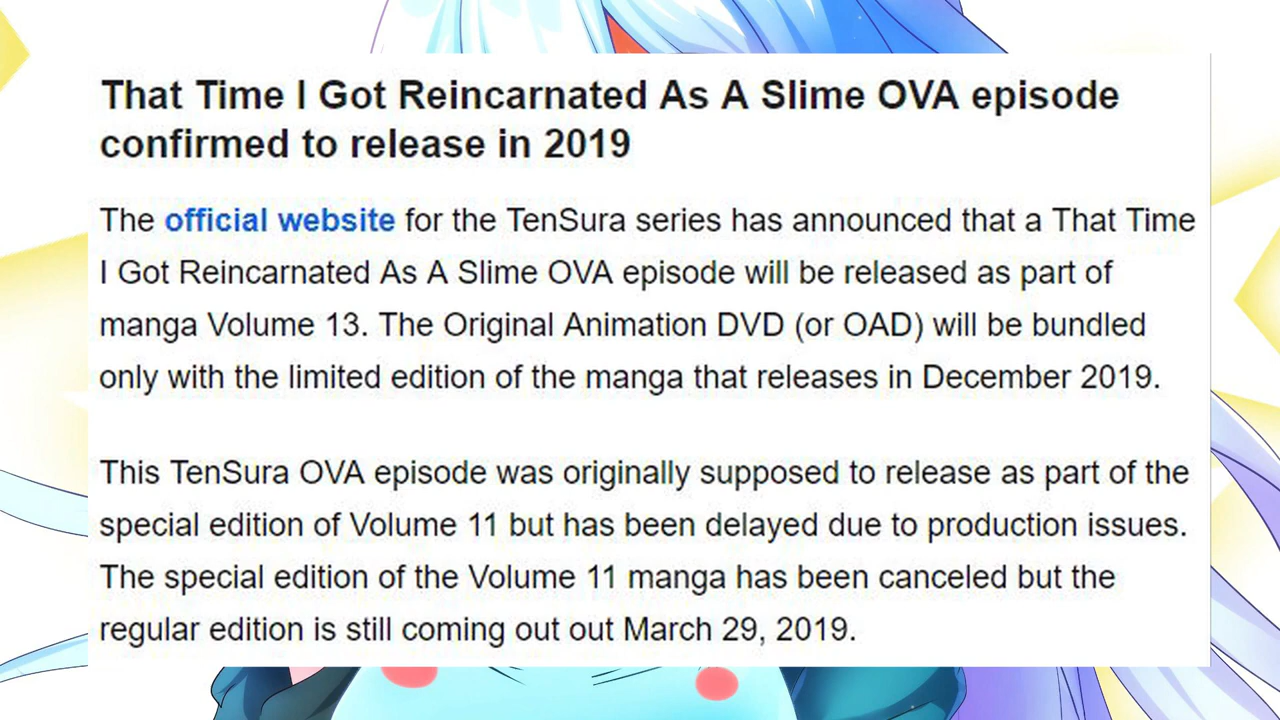 That Time I Got Reincarnated As A Slime OVA episode
confirmed to release in 2019
The official website for the TenSura series has announced that a That Time
I Got Reincarnated As A Slime OVA episode will be released as part of
manga Volume 13. The Original Animation DVD (or OAD) will be bundled
only with the limited edition of the manga that releases in December 2019.
This TenSura OVA episode was originally supposed to release as part of the
special edition of Volume 11 but has been delayed due to production issues.
The special edition of the Volume 11 manga has been canceled but the
regular edition is still coming out out March 29, 2019.